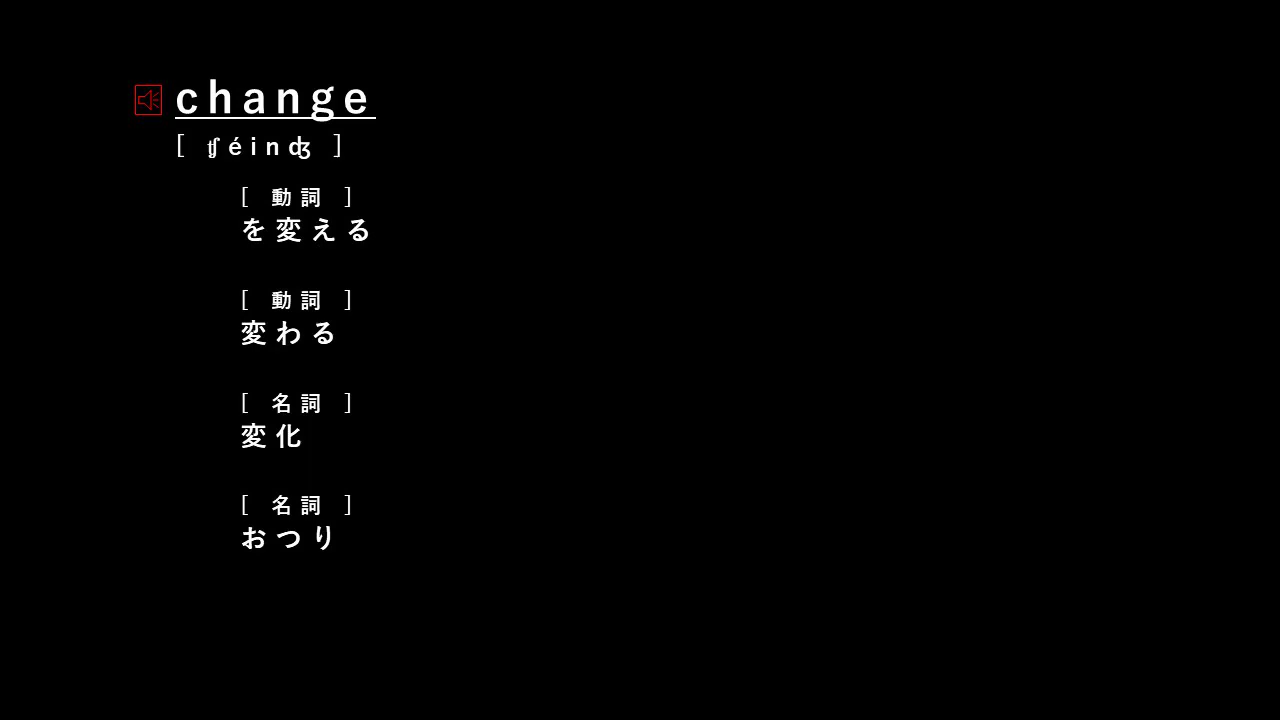 change
[ ʧéinʤ ]
[ 動詞 ]
を変える
[ 動詞 ]
変わる
[ 名詞 ]
変化
[ 名詞 ]
おつり